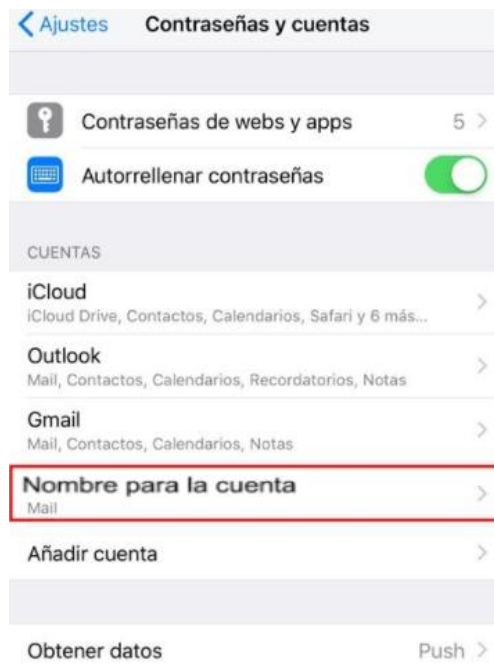 Ajustes Contraseñas y cuentas
Contraseñas de webs y apps 5
Autorrellenar contraseñas
CUENTAS
iCloud
iCloud Drive, Contactos, Calendarios, Safari y 6 más...
Outlook
Mail, Contactos, Calendarios, Recordatorios, Notas
Gmail
Mail, Contactos, Calendarios, Notas
Nombre para la cuenta
Mail
Añadir cuenta
Obtener datos Push